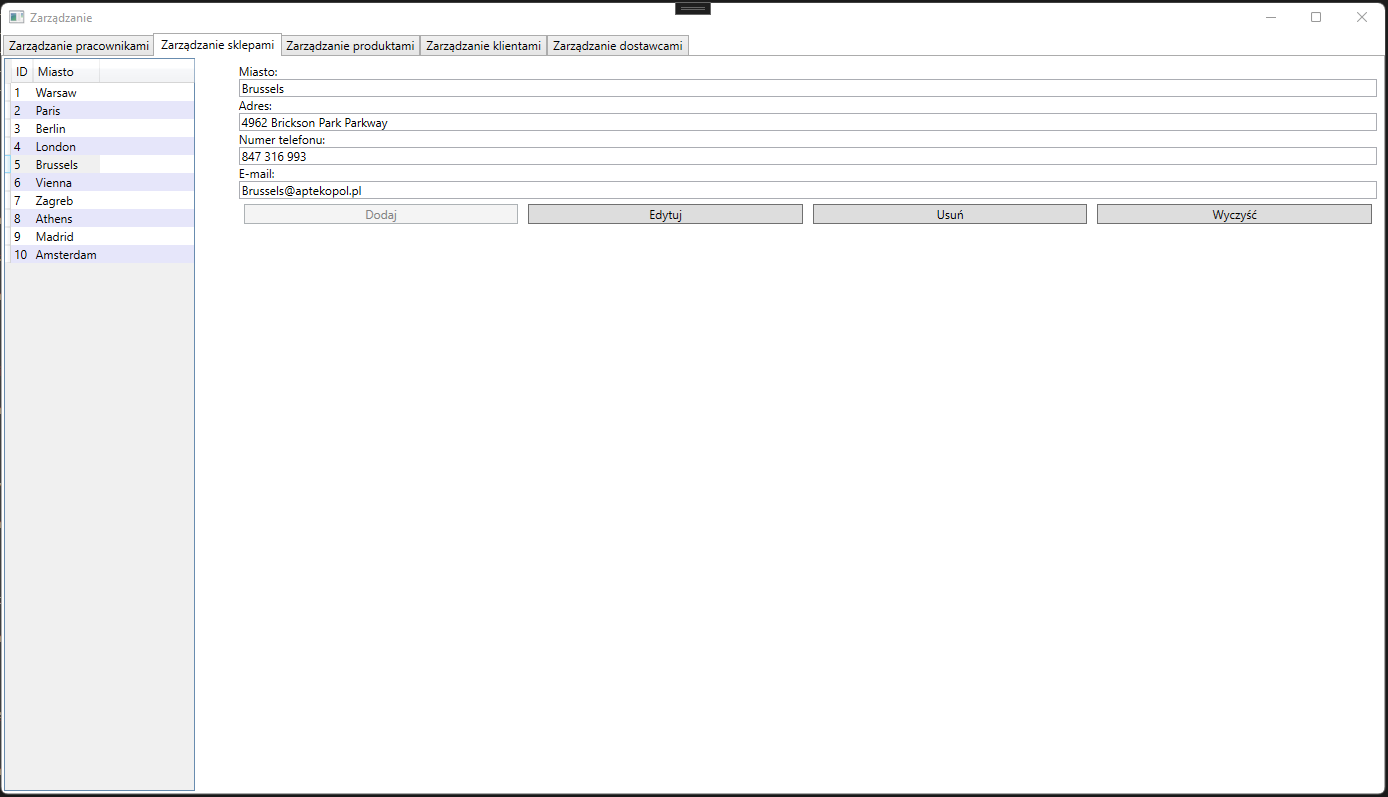 Zarządzanie
Zarządzanie pracownikami Zarządzanie sklepami Zarządzanie produktami Zarządzanie klientami Zarządzanie dostawcami
ID Miasto
1 Warsaw
2 Paris
3 Berlin
4 London
5 Brussels
6 Vienna
7 Zagreb
8 Athens
9 Madrid
10 Amsterdam
Miasto:
Brussels
Adres:
4962 Brickson Park Parkway
Numer telefonu:
847 316 993
E-mail:
Brussels@aptekopol.pl
Dodaj Edytuj Usuń Wyczyść